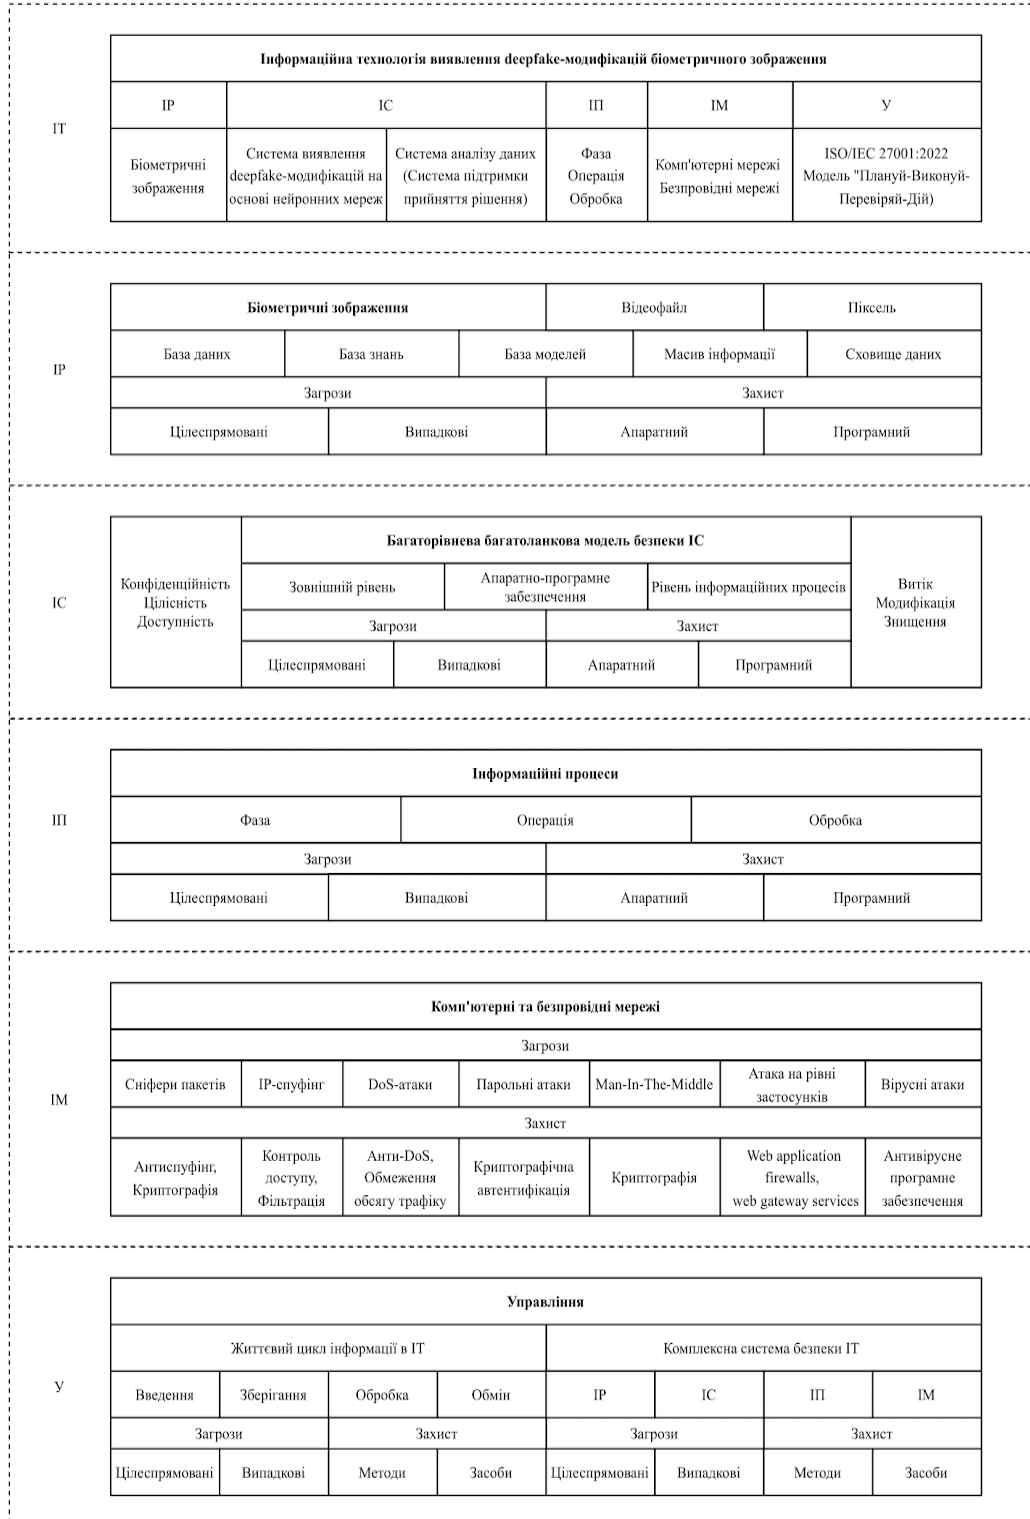 Інформаційна технологія виявлення deepfake-модифікацій біометричного зображення
ІТ
ІР
ІС
ІП
ІМ
У
Біометричні
зображення
Система виявлення
deepfake-модифікацій на
основі нейронних мереж
Система аналізу даних
(Система підтримки
прийняття рішення)
Фаза
Операція
Обробка
Комп'ютерні мережі
Безпровідні мережі
ISO/IEC 27001:2022
Модель "Плануй-Виконуй-
Перевіряй-Дій)
ІР
Біометричні зображення
Відеофайл
Піксель
База даних
База знань
База моделей
Масив інформації
Сховище даних
Загрози
Захист
Цілеспрямовані
Випадкові
Апаратний
Програмний
ІС
Конфіденційність
Цілісність
Доступність
Багаторівнева багатоланкова модель безпеки ІС
Зовнішній рівень
Апаратно-програмне
забезпечення
Рівень інформаційних процесів
Загрози
Захист
Цілеспрямовані
Випадкові
Апаратний
Програмний
Витік
Модифікація
Знищення
ІП
Інформаційні процеси
Фаза
Операція
Обробка
Загрози
Захист
Цілеспрямовані
Випадкові
Апаратний
Програмний
ІМ
Комп'ютерні та безпровідні мережі
Загрози
Сніфери пакетів
IP-спуфінг
DoS-атаки
Парольні атаки
Man-In-The-Middle
Атака на рівні
застосунків
Вірусні атаки
Захист
Антиспуфінг,
Криптографія
Контроль
доступу,
Фільтрація
Анти-DoS,
Обмеження
обсягу трафіку
Криптографічна
автентифікація
Криптографія
Web application
firewalls,
web gateway services
Антивірусне
програмне
забезпечення
У
Управління
Життєвий цикл інформації в ІТ
Комплексна система безпеки ІТ
Введення
Зберігання
Обробка
Обмін
ІР
ІС
ІП
ІМ
Загрози
Захист
Загрози
Захист
Цілеспрямовані
Випадкові
Методи
Засоби
Цілеспрямовані
Випадкові
Методи
Засоби